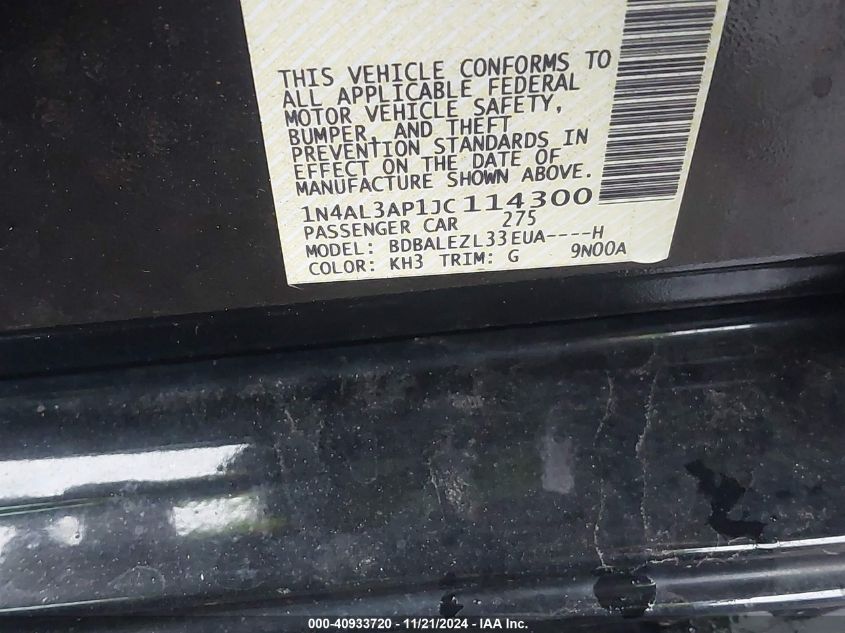 THIS VEHICLE CONFORMS TO
ALL APPLICABLE FEDERAL
MOTOR VEHICLE SAFETY,
BUMPER, AND THEFT
PREVENTION STANDARDS IN
EFFECT ON THE DATE OF
MANUFACTURE SHOWN ABOVE.
1N4AL3AP1JC114300
PASSENGER CAR 275
MODEL: BDBALEZL33EUA----H
COLOR: KH3 TRIM: G 9N00A
000-40933720 — 11/21/2024 — IAA Inc.